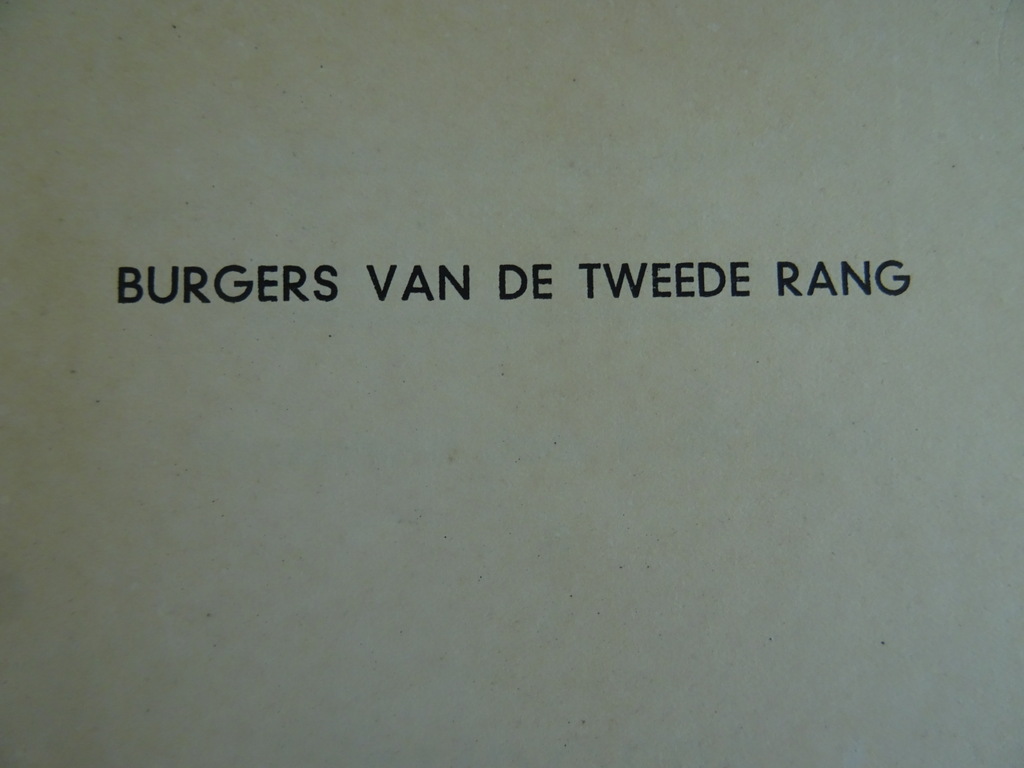 BURGERS VAN DE TWEEDE RANG